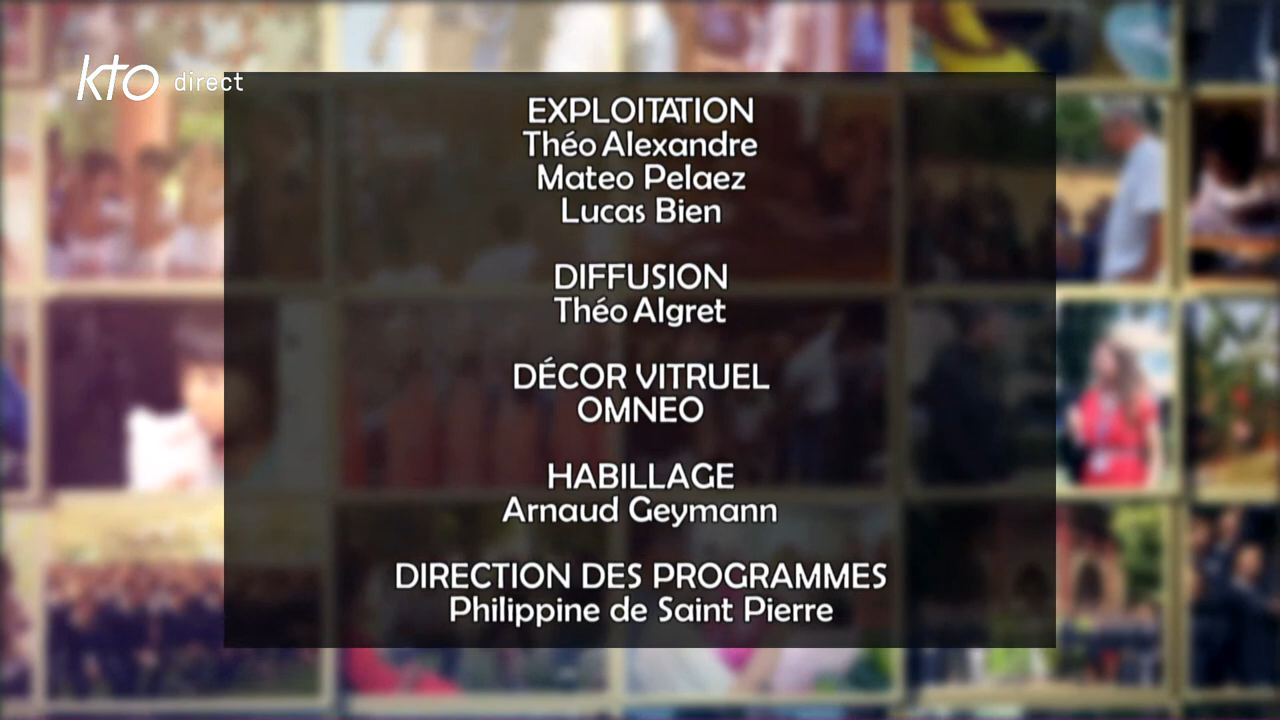 kto direct
EXPLOITATION
Théo Alexandre
Mateo Pelaez
Lucas Bien
DIFFUSION
Théo Algret
DÉCOR VITRUEL
OMNEO
HABILLAGE
Arnaud Geymann
DIRECTION DES PROGRAMMES
Philippine de Saint Pierre